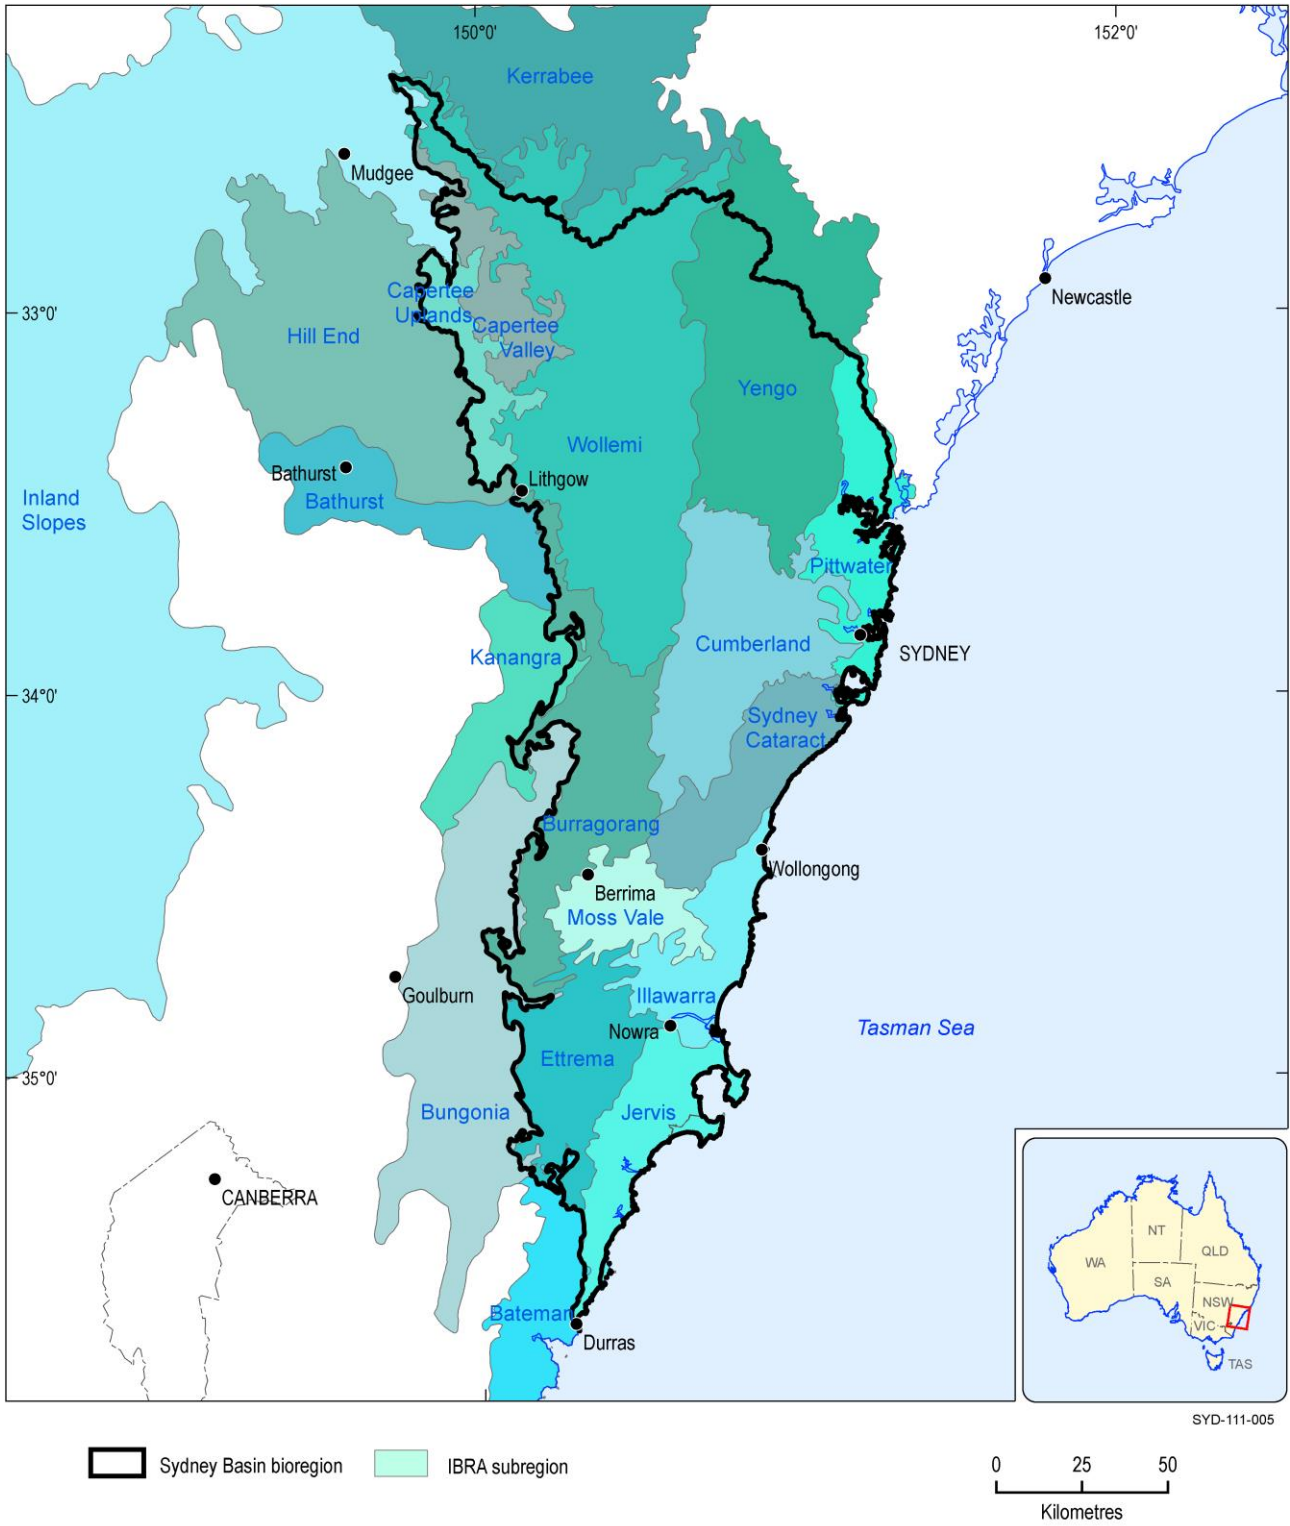 150°0'
152°0'
Kerrabee
Mudgee
Newcastle
Capertee
Uplands
33°0'
Hill End
Capertee
Valley
Yengo
Wollemi
Bathurst
Lithgow
Bathurst
Inland
Slopes
Pittwater
Cumberland
SYDNEY
Kanangra
34°0'
Sydney
Cataract
Burragorang
Wollongong
Berrima
Moss Vale
Goulburn
Illawarra
Nowra
Tasman Sea
Ettrema
35°0'
Bungonia
Jervis
CANBERRA
Bateman
Durras
NT
QLD
WA
SA
NSW
VIC
TAS
SYD-111-005
Sydney Basin bioregion
IBRA subregion
0 25 50
Kilometres